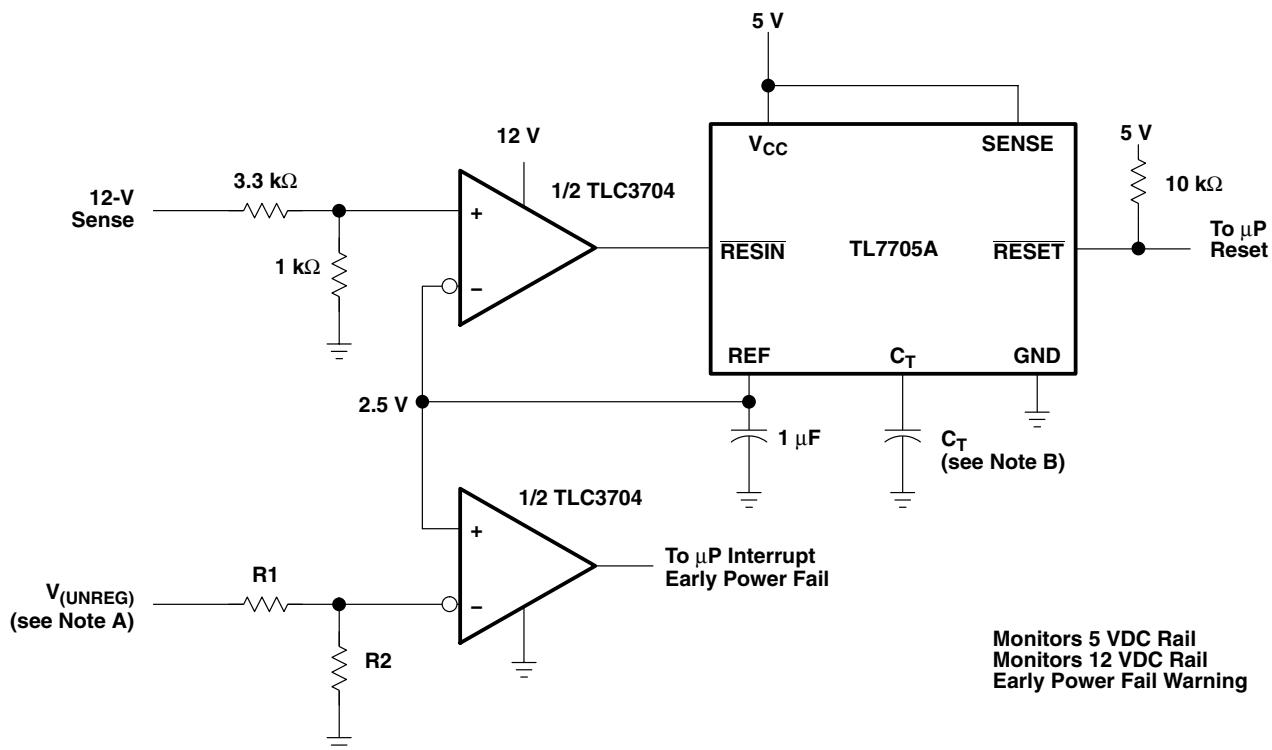 5 V
12 V
V_CC
SENSE
5 V
3.3 kΩ
1/2 TLC3704
10 kΩ
12-V
Sense
+
1 kΩ
RESIN
TL7705A
RESET
To μP
Reset
–
REF
C_T
GND
2.5 V
1 μF
C_T
(see Note B)
1/2 TLC3704
+
To μP Interrupt
Early Power Fail
R1
V_(UNREG)
(see Note A)
–
R2
Monitors 5 VDC Rail
Monitors 12 VDC Rail
Early Power Fail Warning